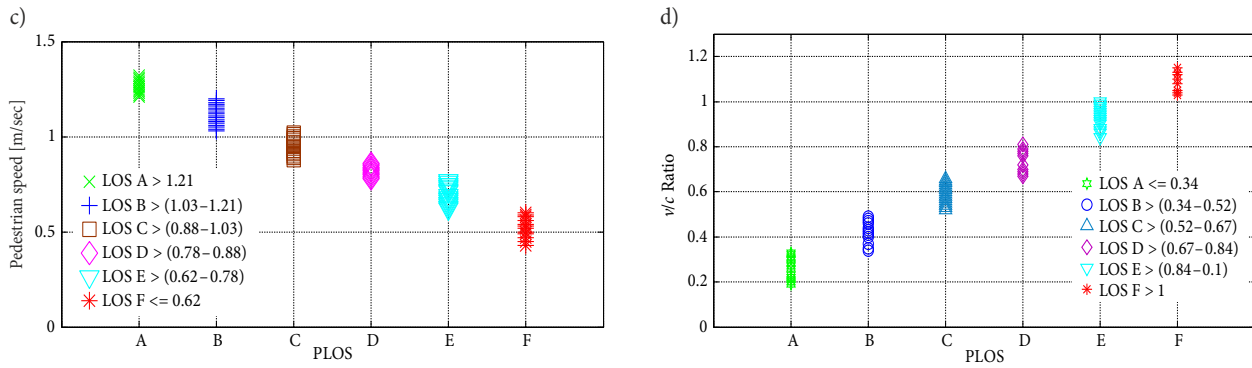 c)
1.5
1
0.5
0
Pedestrian speed [m/sec]
LOS A > 1.21
LOS B > (1.03–1.21)
LOS C > (0.88–1.03)
LOS D > (0.78–0.88)
LOS E > (0.62–0.78)
LOS F <= 0.62
A B C D E F
PLOS
d)
1.2
1
0.8
0.6
0.4
0.2
0
v/c Ratio
LOS A <= 0.34
LOS B > (0.34–0.52)
LOS C > (0.52–0.67)
LOS D > (0.67–0.84)
LOS E > (0.84–0.1)
LOS F > 1
A B C D E F
PLOS